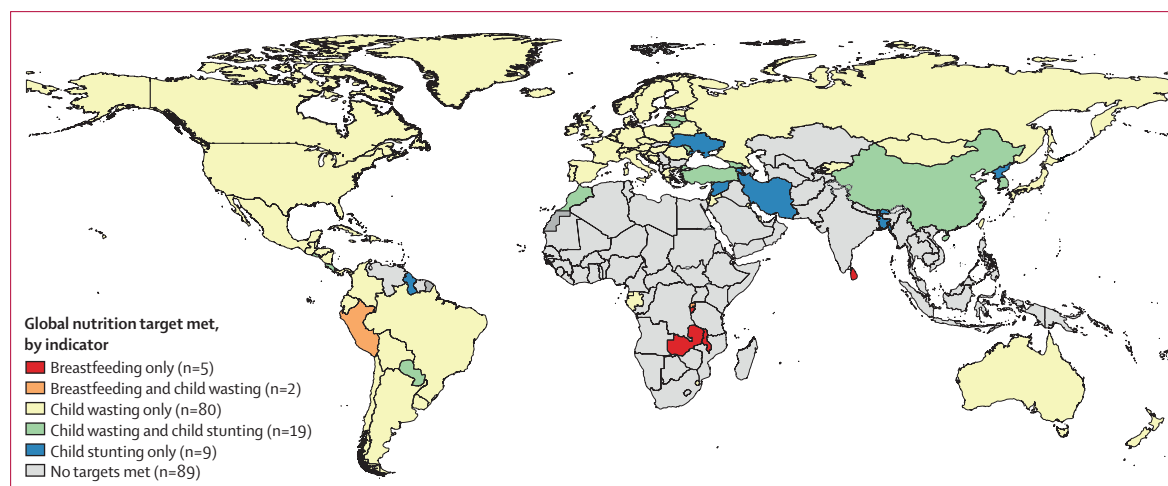 Global nutrition target met,
by indicator
Breastfeeding only (n=5)
Breastfeeding and child wasting (n=2)
Child wasting only (n=80)
Child wasting and child stunting (n=19)
Child stunting only (n=9)
No targets met (n=89)